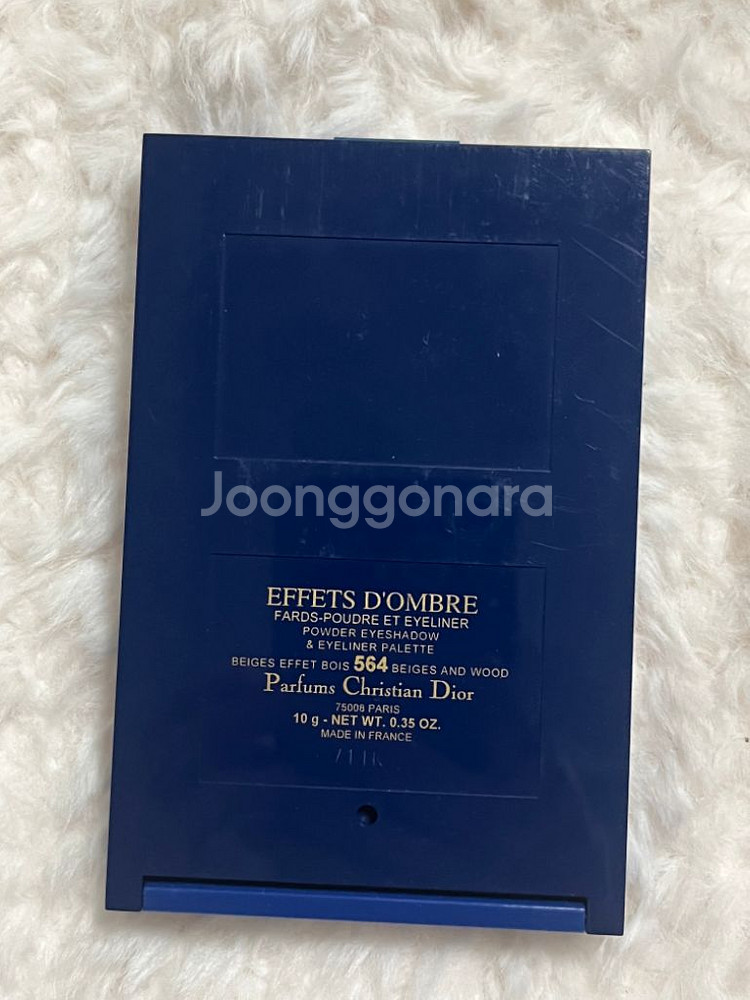 Joonggonara
EFFETS D'OMBRE
FARDS-POUDRE ET EYELINER
POWDER EYESHADOW
& EYELINER PALETTE
BEIGES EFFET BOIS 564 BEIGES AND WOOD
Parfums Christian Dior
75008 PARIS
10 g - NET WT. 0.35 OZ.
MADE IN FRANCE